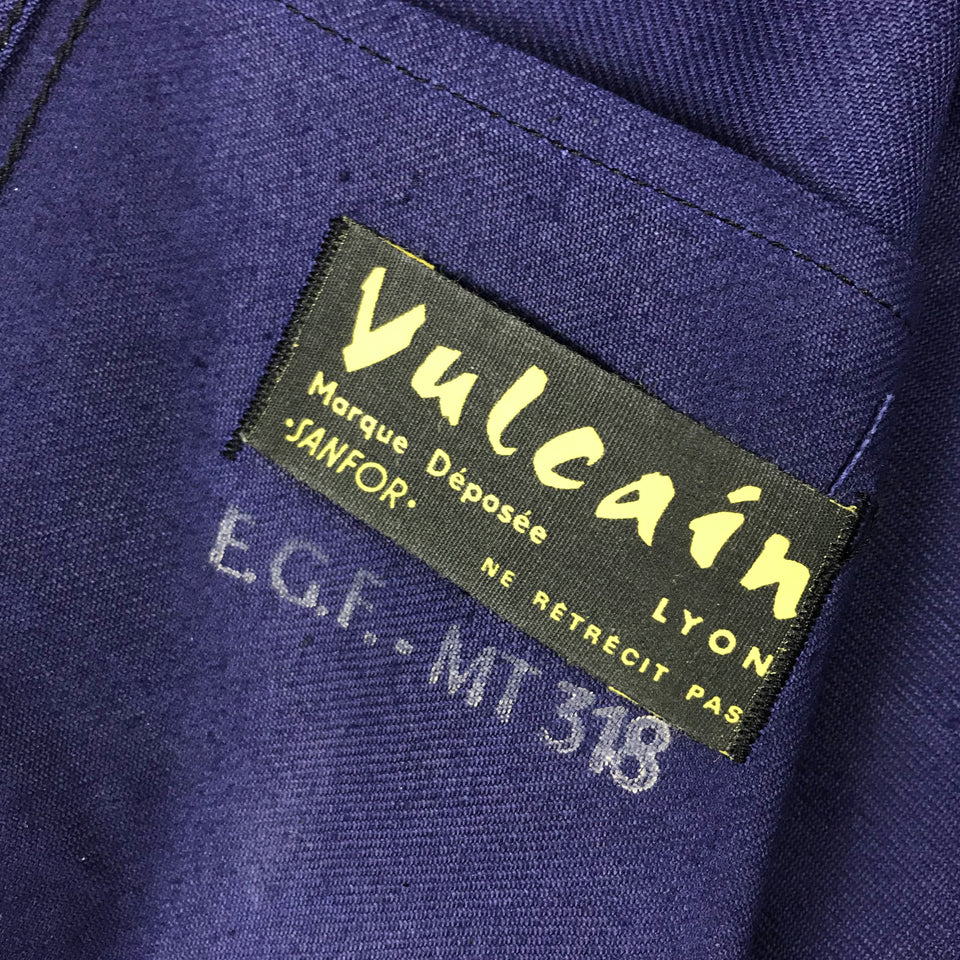 Vulcain
Marque Déposée LYON
•SANFOR• NE RÉTRÉCIT PAS
E.G.F. - MT 318